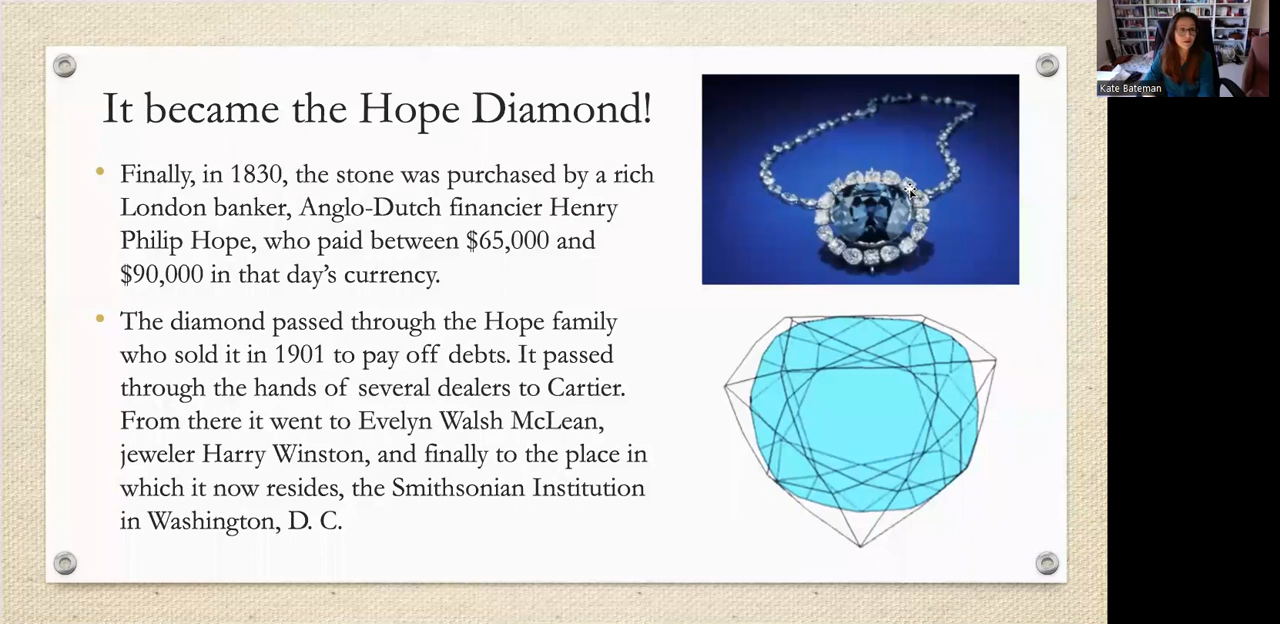 It became the Hope Diamond!
• Finally, in 1830, the stone was purchased by a rich
London banker, Anglo-Dutch financier Henry
Philip Hope, who paid between $65,000 and
$90,000 in that day’s currency.
• The diamond passed through the Hope family
who sold it in 1901 to pay off debts. It passed
through the hands of several dealers to Cartier.
From there it went to Evelyn Walsh McLean,
jeweler Harry Winston, and finally to the place in
which it now resides, the Smithsonian Institution
in Washington, D. C.
Kate Bateman